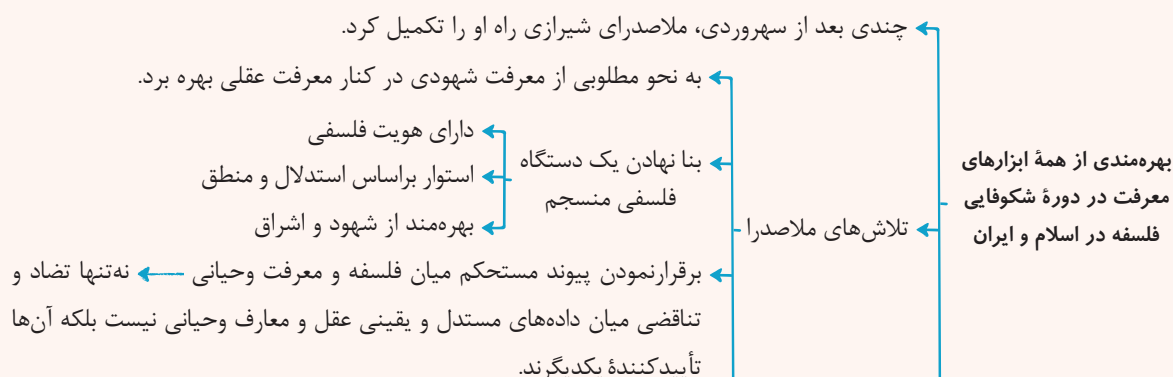 چندی بعد از سهروردی، ملاصدرای شیرازی راه او را تکمیل کرد.
به نحو مطلوبی از معرفت شهودی در کنار معرفت عقلی بهره برد.
بهره‌مندی از همهٔ ابزارهای
معرفت در دورهٔ شکوفایی
فلسفه در اسلام و ایران
تلاش‌های ملاصدرا
بنا نهادن یک دستگاه
فلسفی منسجم
دارای هویت فلسفی
استوار براساس استدلال و منطق
بهره‌مند از شهود و اشراق
برقرارنمودن پیوند مستحکم میان فلسفه و معرفت وحیانی نه‌تنها تضاد و
تناقضی میان داده‌های مستدل و یقینی عقل و معارف وحیانی نیست بلکه آن‌ها
تأییدکنندهٔ یکدیگرند.